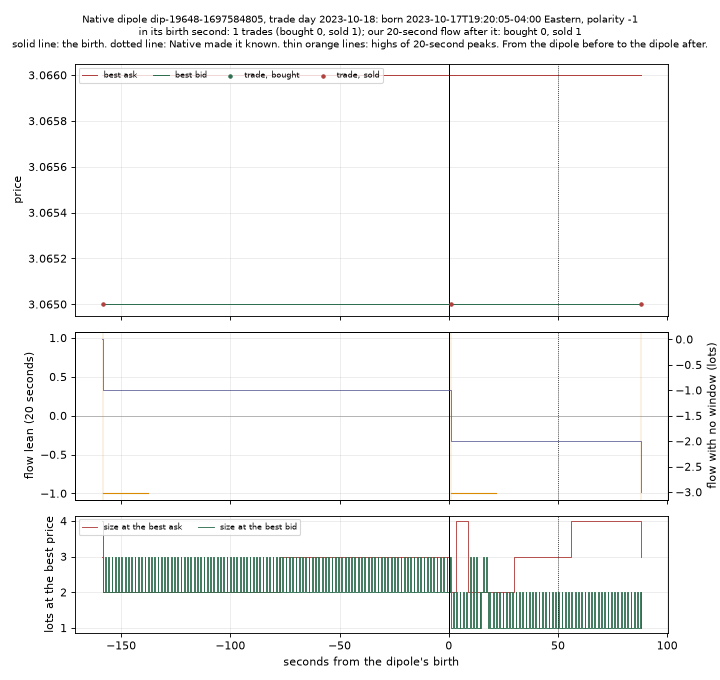 Native dipole dip-19648-1697584805, trade day 2023-10-18: born 2023-10-17T19:20:05-04:00 Eastern, polarity -1
in its birth second: 1 trades (bought 0, sold 1); our 20-second flow after it: bought 0, sold 1
solid line: the birth. dotted line: Native made it known. thin orange lines: highs of 20-second peaks. From the dipole before to the dipole after.
best ask
best bid
trade, bought
trade, sold
3.0660
3.0658
3.0656
3.0654
3.0652
3.0650
price
1.0
0.5
0.0
−0.5
−1.0
flow lean (20 seconds)
0.0
−0.5
−1.0
−1.5
−2.0
−2.5
−3.0
flow with no window (lots)
size at the best ask
size at the best bid
4
3
2
1
lots at the best price
−150
−100
−50
0
50
100
seconds from the dipole's birth